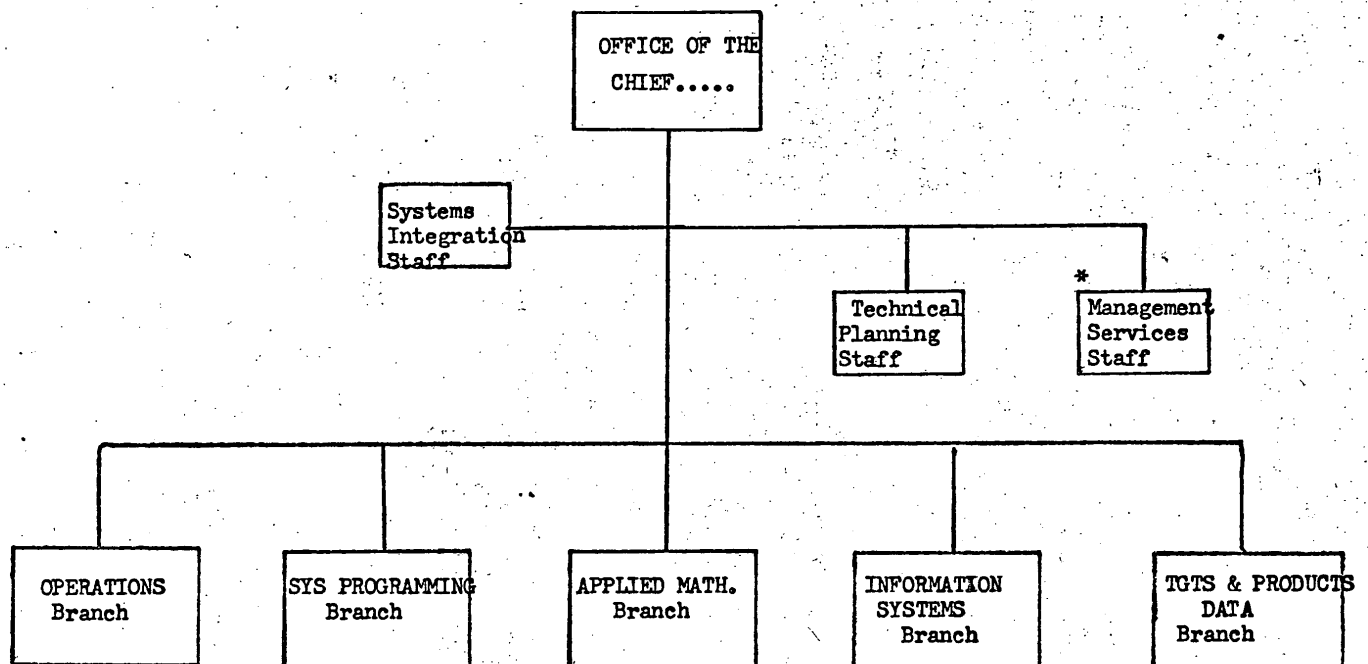 OFFICE OF THE
CHIEF.....
Systems
Integration
Staff
*
Technical
Planning
Staff
Management
Services
Staff
OPERATIONS
Branch
SYS PROGRAMMING
Branch
APPLIED MATH.
Branch
INFORMATION
SYSTEMS
Branch
TGTS & PRODUCTS
DATA
Branch